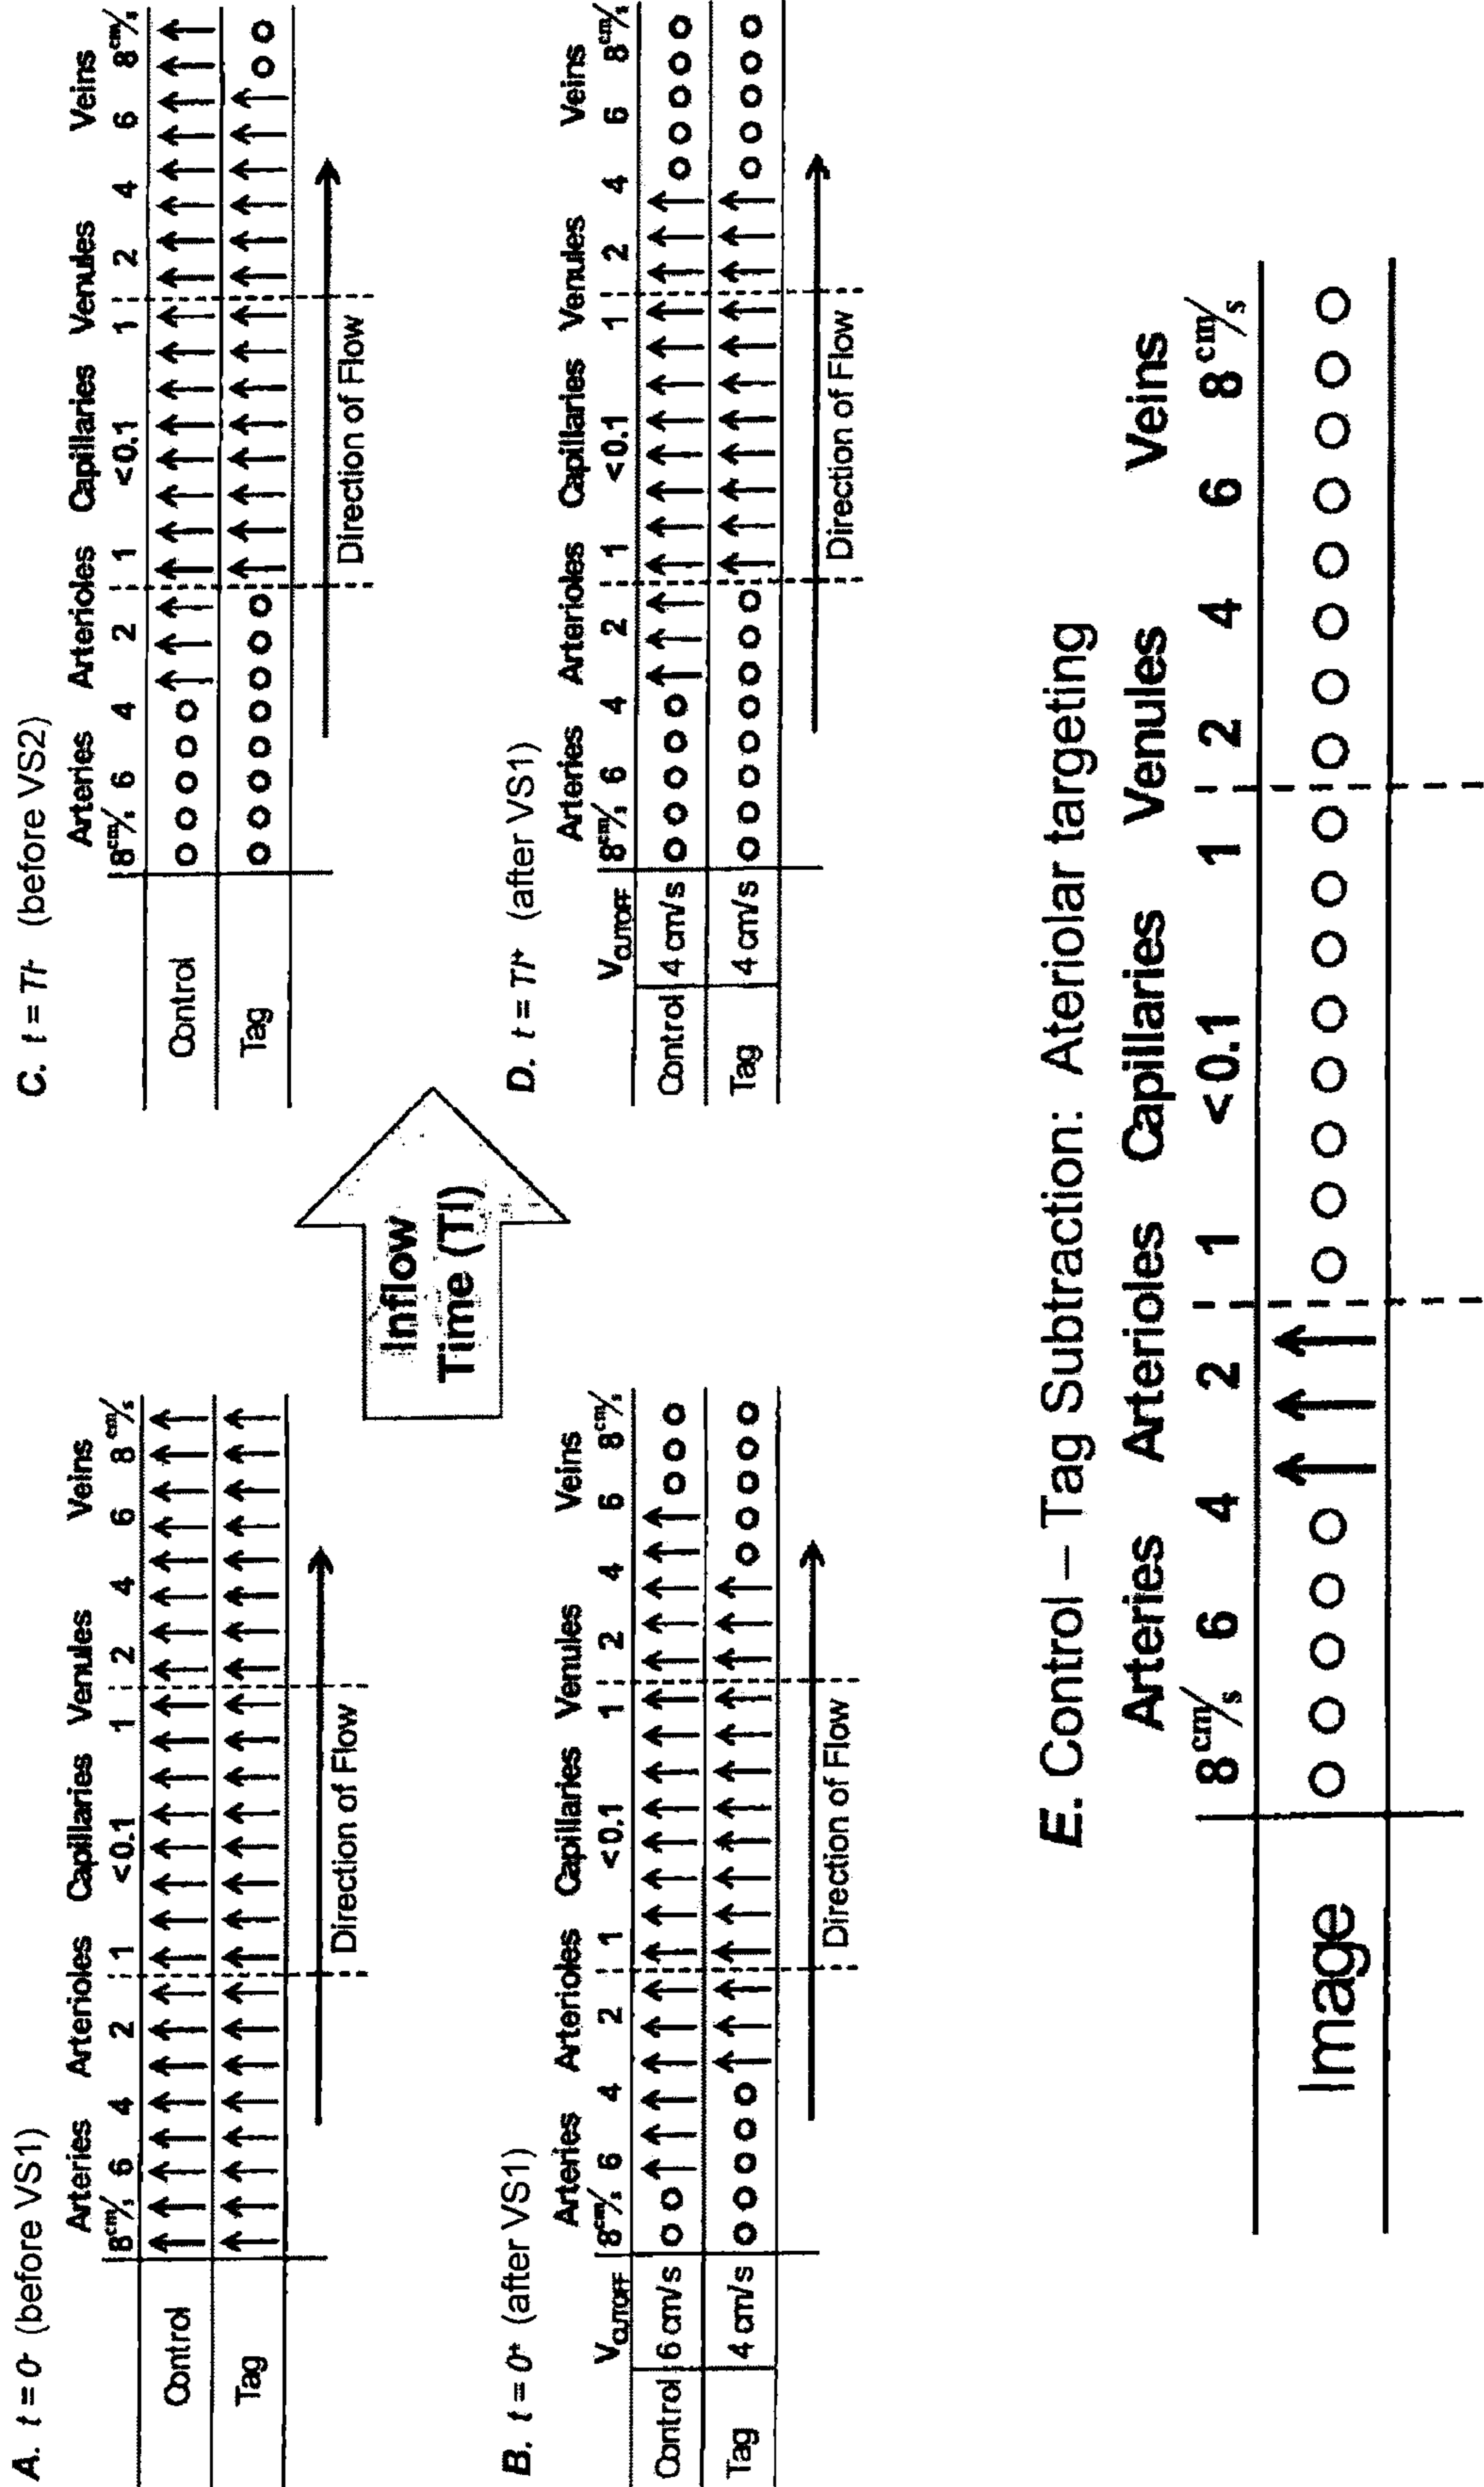 A. t = 0⁻ (before VS1)
Arteries Arterioles Capillaries Venules Veins
8 cm/s 6 4 2 1 <0.1 1 2 4 6 8 cm/s
Control
Tag
Direction of Flow
B. t = 0⁺ (after VS1)
Arteries Arterioles Capillaries Venules Veins
VCUTOFF 8 cm/s 6 4 2 1 <0.1 1 2 4 6 8 cm/s
Control 6 cm/s
Tag 4 cm/s
Direction of Flow
Inflow
Time (TI)
C. t = TI⁻ (before VS2)
Arteries Arterioles Capillaries Venules Veins
8 cm/s 6 4 2 1 <0.1 1 2 4 6 8 cm/s
Control
Tag
Direction of Flow
D. t = TI⁺ (after VS1)
Arteries Arterioles Capillaries Venules Veins
VCUTOFF 8 cm/s 6 4 2 1 <0.1 1 2 4 6 8 cm/s
Control 4 cm/s
Tag 4 cm/s
Direction of Flow
E. Control – Tag Subtraction: Ateriolar targeting
Arteries Arterioles Capillaries Venules Veins
8 cm/s 6 4 2 1 <0.1 1 2 4 6 8 cm/s
Image